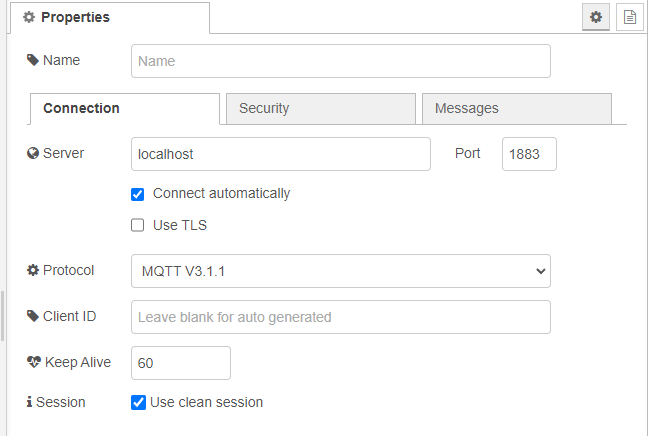 Properties
Name Name
Connection Security Messages
Server localhost Port 1883
Connect automatically
Use TLS
Protocol MQTT V3.1.1
Client ID Leave blank for auto generated
Keep Alive 60
Session Use clean session